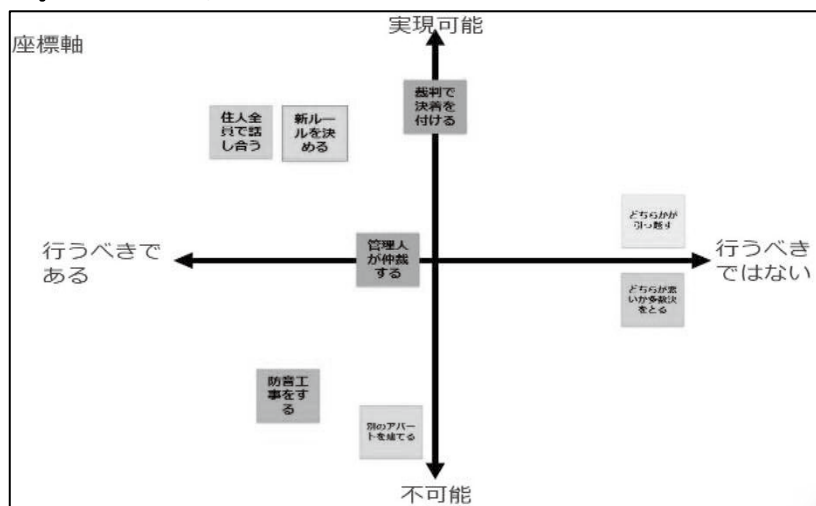 座標軸
実現可能
裁判で
決着を
付ける
住人全
員で話
し合う
新ルー
ルを決
める
どちらかが
引っ越す
行うべきで
ある
管理人
が仲裁
する
行うべき
ではない
どちらが悪
いか多数決
をとる
防音工
事をす
る
別のアパー
トを建てる
不可能